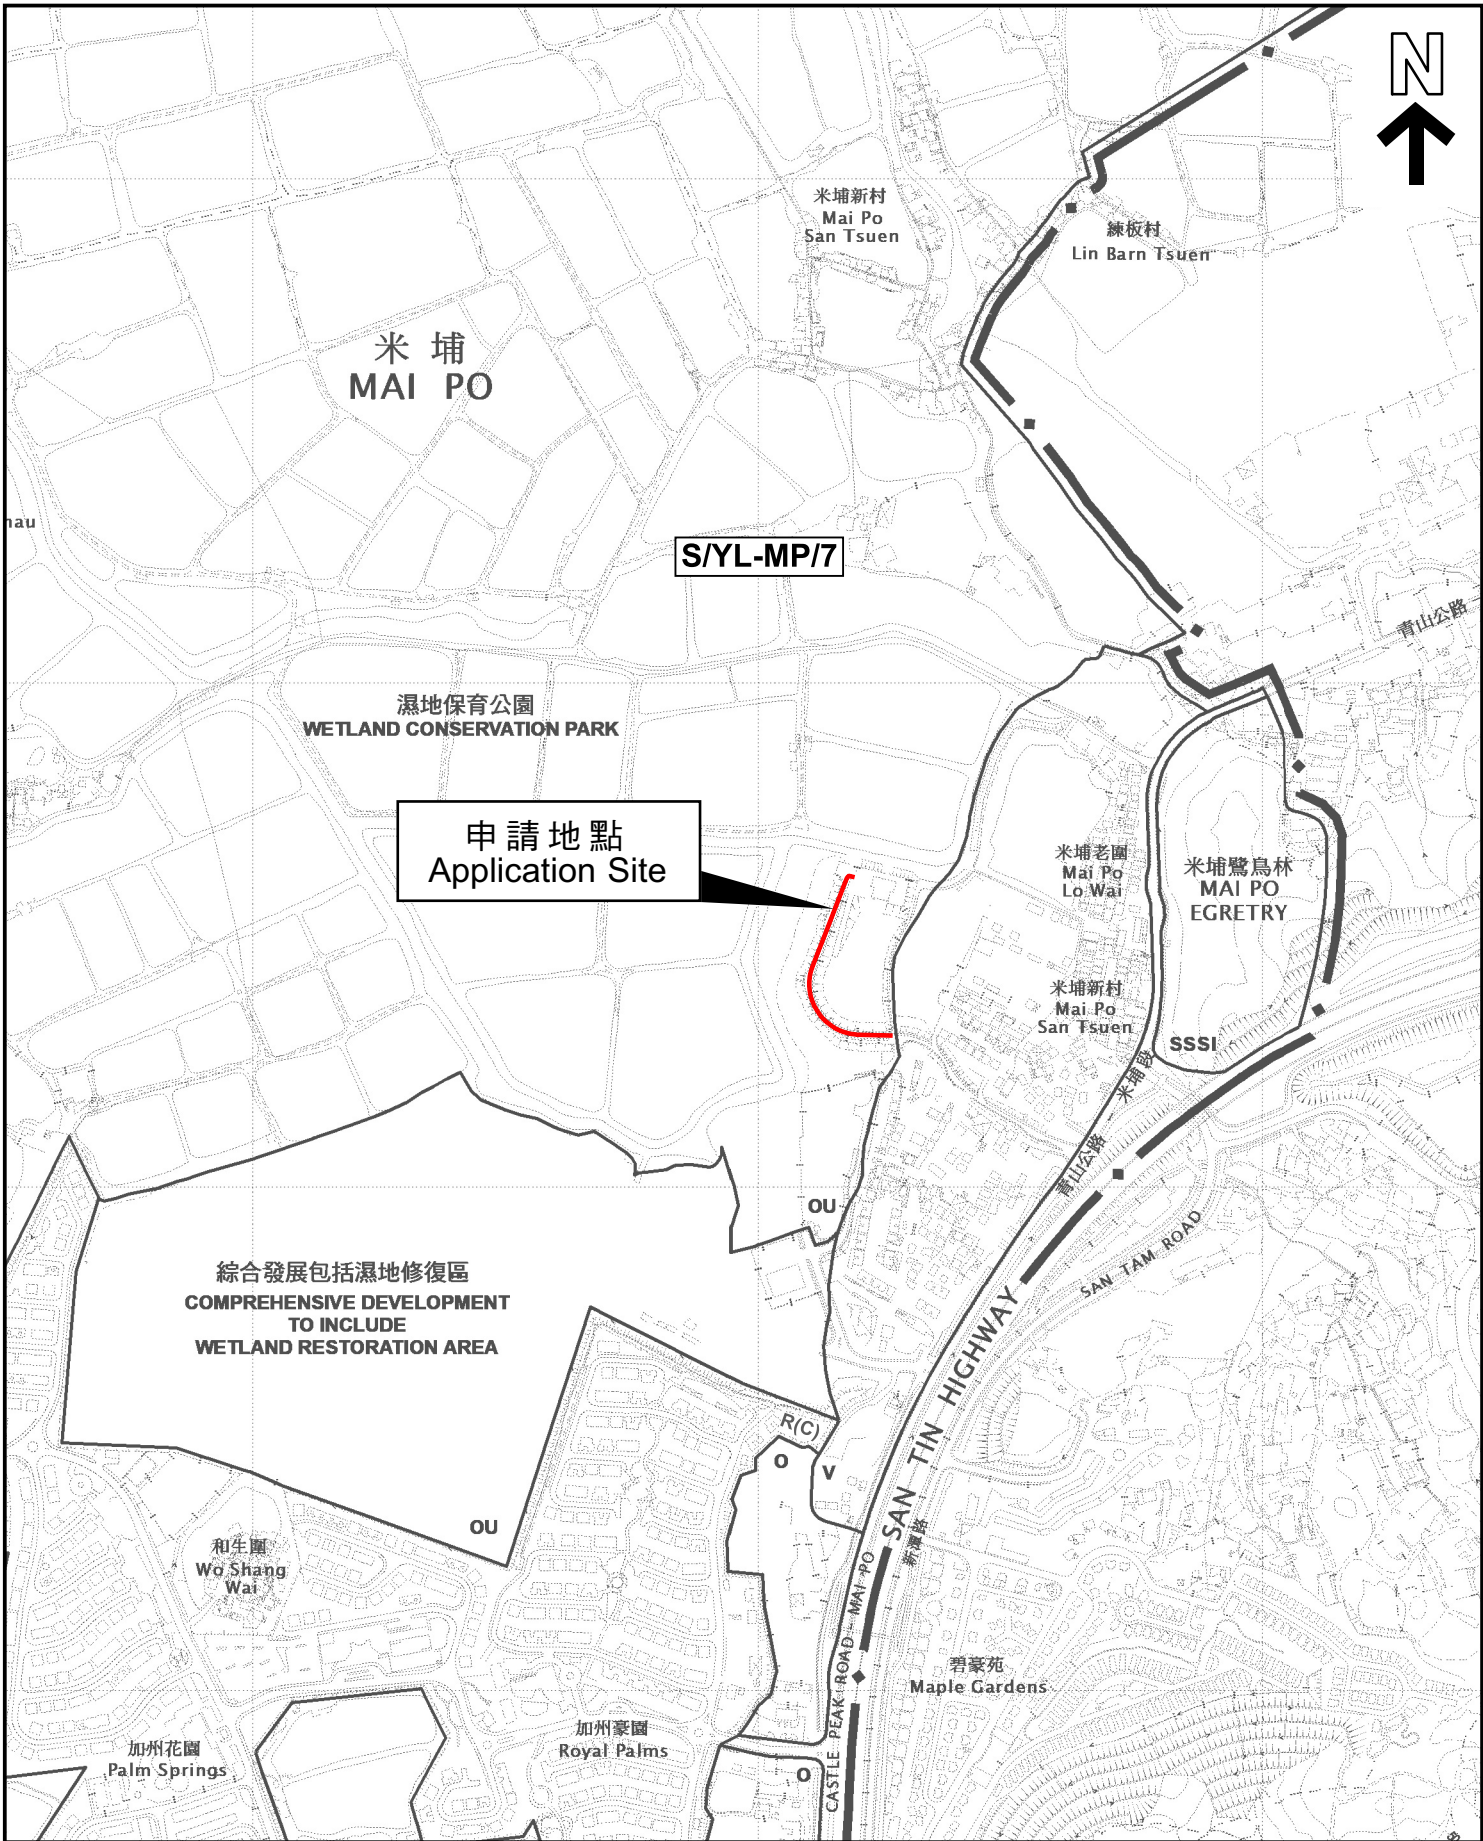 N
米埔新村
Mai Po
San Tsuen
練板村
Lin Barn Tsuen
米 埔
MAI PO
S/YL-MP/7
青山公路
濕地保育公園
WETLAND CONSERVATION PARK
申請地點
Application Site
米埔老圍
Mai Po
Lo Wai
米埔鷺鳥林
MAI PO
EGRETRY
米埔新村
Mai Po
San Tsuen
SSSI
青山公路 - 米埔段
OU
SAN TAM ROAD
綜合發展包括濕地修復區
COMPREHENSIVE DEVELOPMENT
TO INCLUDE
WETLAND RESTORATION AREA
SAN TIN HIGHWAY
R(C)
O
V
OU
新潭路
和生圍
Wo Shang
Wai
CASTLE PEAK ROAD - MAI PO
碧豪苑
Maple Gardens
加州豪園
Royal Palms
加州花園
Palm Springs
O